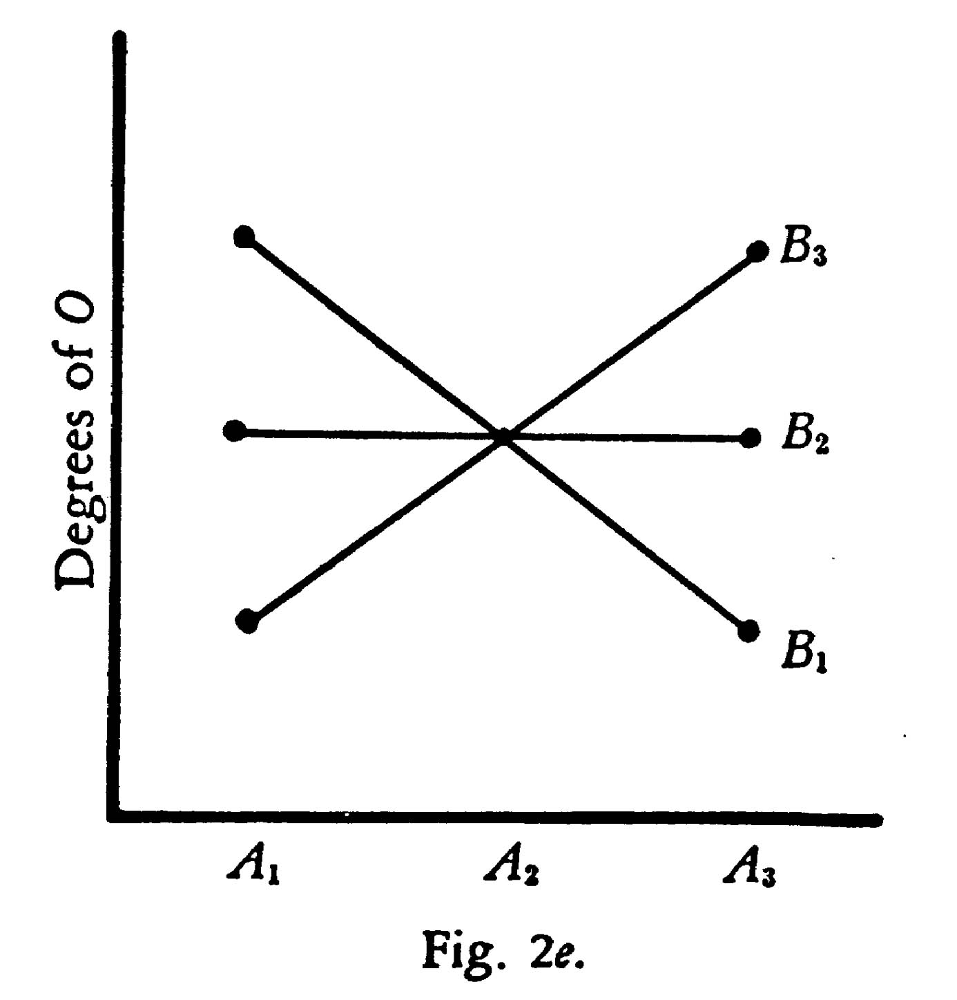 Degrees of O
B₃
B₂
B₁
A₁ A₂ A₃
Fig. 2e.